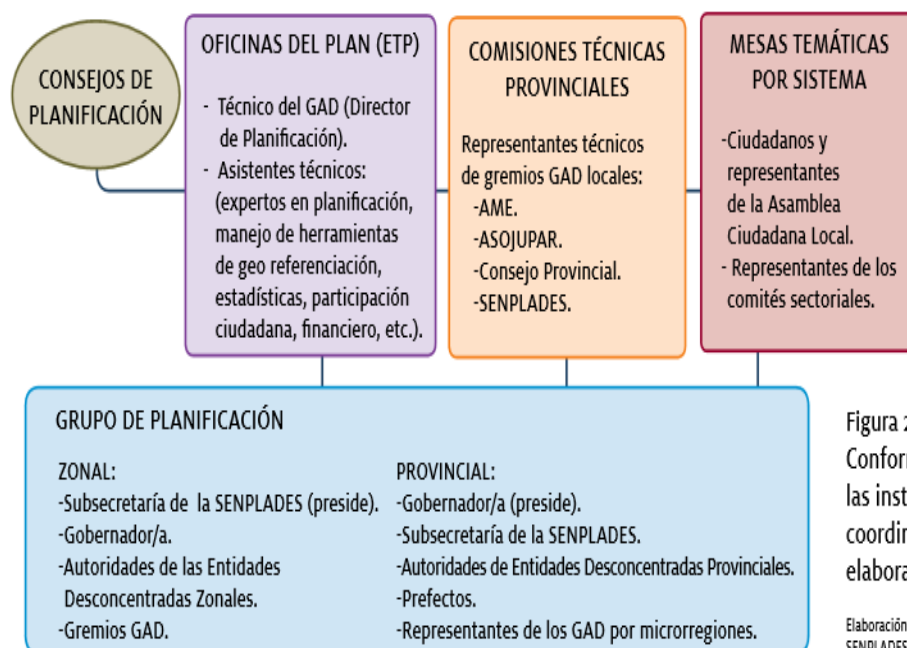 CONSEJOS DE
PLANIFICACIÓN
OFICINAS DEL PLAN (ETP)
- Técnico del GAD (Director
de Planificación).
- Asistentes técnicos:
(expertos en planificación,
manejo de herramientas
de geo referenciación,
estadísticas, participación
ciudadana, financiero, etc.).
COMISIONES TÉCNICAS
PROVINCIALES
Representantes técnicos
de gremios GAD locales:
-AME.
-ASOJUPAR.
-Consejo Provincial.
-SENPLADES.
MESAS TEMÁTICAS
POR SISTEMA
-Ciudadanos y
representantes
de la Asamblea
Ciudadana Local.
- Representantes de los
comités sectoriales.
GRUPO DE PLANIFICACIÓN
ZONAL:
-Subsecretaría de la SENPLADES (preside).
-Gobernador/a.
-Autoridades de las Entidades
Desconcentradas Zonales.
-Gremios GAD.
PROVINCIAL:
-Gobernador/a (preside).
-Subsecretaría de la SENPLADES.
-Autoridades de Entidades Desconcentradas Provinciales.
-Prefectos.
-Representantes de los GAD por microrregiones.
Figura
las
Elaboración
SENPLADES